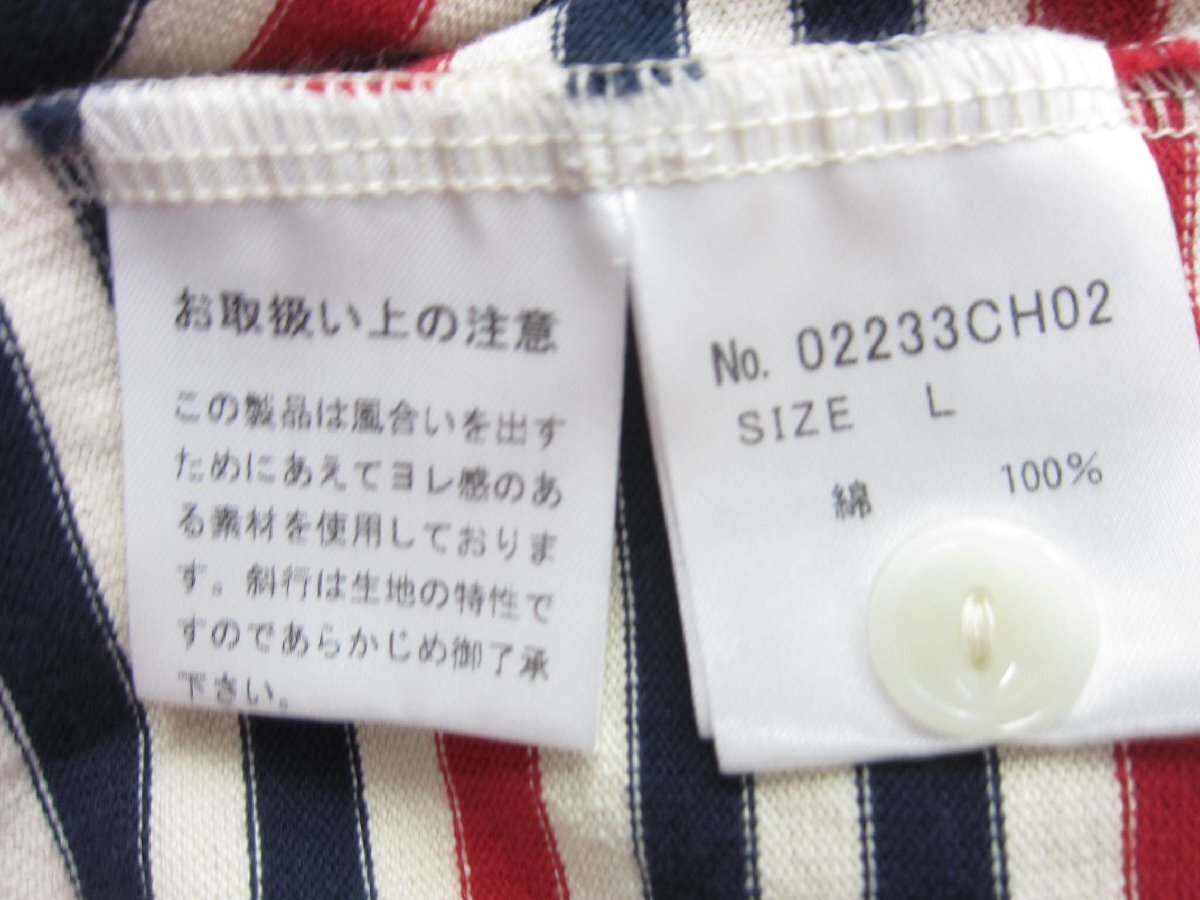 お取扱い上の注意
この製品は風合いを出す
ためにあえてヨレ感のあ
る素材を使用しておりま
す。斜行は生地の特性で
すのであらかじめ御了承
下さい。
No. 02233CH02
SIZE L
綿 100%